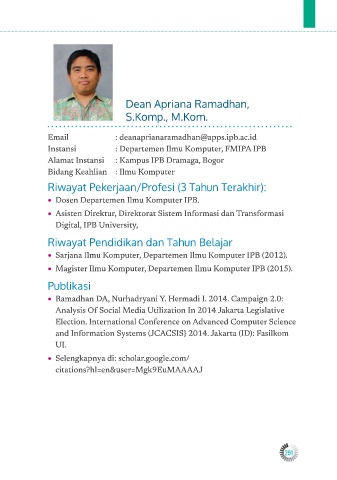 Dean Apriana Ramadhan,
S.Komp., M.Kom.
Email : deanaprianaramadhan@apps.ipb.ac.id
Instansi : Departemen Ilmu Komputer, FMIPA IPB
Alamat Instansi : Kampus IPB Dramaga, Bogor
Bidang Keahlian : Ilmu Komputer
Riwayat Pekerjaan/Profesi (3 Tahun Terakhir):
• Dosen Departemen Ilmu Komputer IPB.
• Asisten Direktur, Direktorat Sistem Informasi dan Transformasi
Digital, IPB University,
Riwayat Pendidikan dan Tahun Belajar
• Sarjana Ilmu Komputer, Departemen Ilmu Komputer IPB (2012).
• Magister Ilmu Komputer, Departemen Ilmu Komputer IPB (2015).
Publikasi
• Ramadhan DA, Nurhadryani Y. Hermadi I. 2014. Campaign 2.0:
Analysis Of Social Media Utilization In 2014 Jakarta Legislative
Election. International Conference on Advanced Computer Science
and Information Systems (JCACSIS} 2014. Jakarta (ID): Fasilkom
UI.
• Selengkapnya di: scholar.google.com/
citations?hl=en&user=Mgk9EuMAAAAJ
291